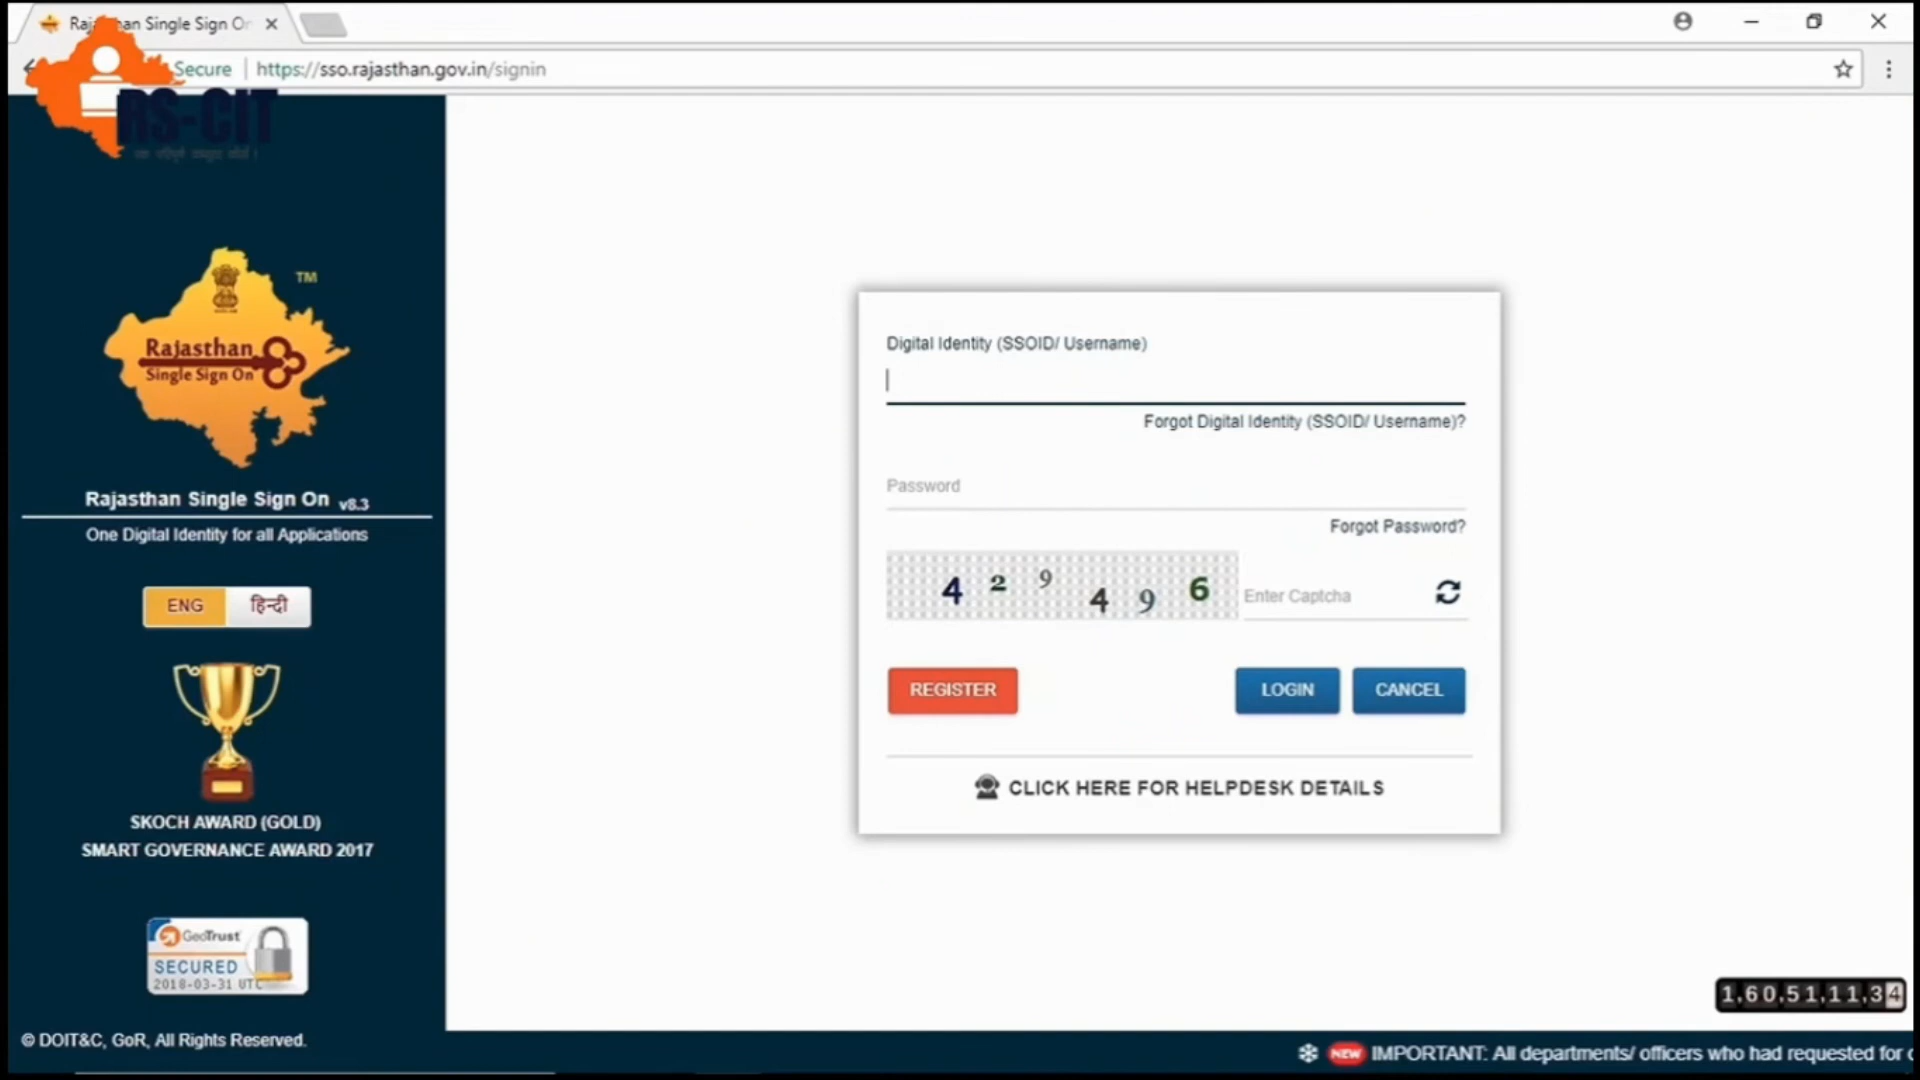 Rajasthan Single Sign On
Secure https://sso.rajasthan.gov.in/signin
RS-CIT
TM
Rajasthan
Single Sign On
Rajasthan Single Sign On v8.3
One Digital Identity for all Applications
ENG हिन्दी
SKOCH AWARD (GOLD)
SMART GOVERNANCE AWARD 2017
GeoTrust
SECURED
2018-03-31 UTC
© DOIT&C, GoR, All Rights Reserved.
Digital Identity (SSOID/ Username)
Forgot Digital Identity (SSOID/ Username)?
Password
Forgot Password?
4 2 9 4 9 6 Enter Captcha
REGISTER LOGIN CANCEL
CLICK HERE FOR HELPDESK DETAILS
1,60,51,11,34
NEW IMPORTANT: All departments/ officers who had requested for